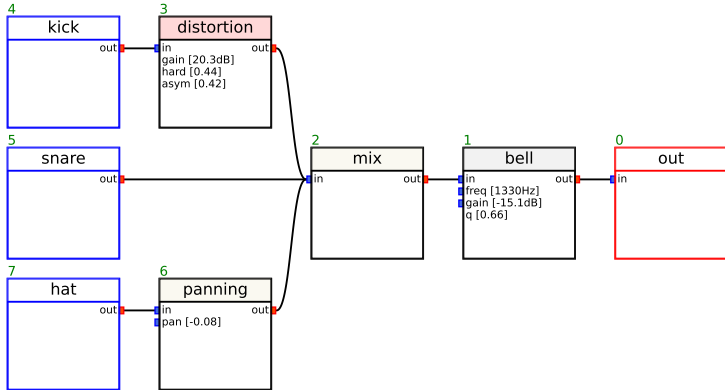 4
kick
out
3
distortion
in
out
gain [20.3dB]
hard [0.44]
asym [0.42]
5
snare
out
2
mix
in
out
1
bell
in
out
freq [1330Hz]
gain [-15.1dB]
q [0.66]
0
out
in
7
hat
out
6
panning
in
out
pan [-0.08]